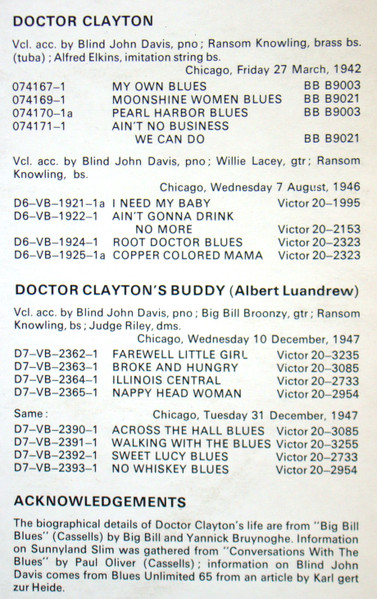 DOCTOR CLAYTON
Vcl. acc. by Blind John Davis, pno; Ransom Knowling, brass bs.
(tuba); Alfred Elkins, imitation string bs.
Chicago, Friday 27 March, 1942
074167–1 MY OWN BLUES BB B9003
074169–1 MOONSHINE WOMEN BLUES BB B9021
074170–1a PEARL HARBOR BLUES BB B9003
074171–1 AIN'T NO BUSINESS
WE CAN DO BB B9021
Vcl. acc. by Blind John Davis, pno; Willie Lacey, gtr; Ransom
Knowling, bs.
Chicago, Wednesday 7 August, 1946
D6–VB–1921–1a I NEED MY BABY Victor 20–1995
D6–VB–1922–1 AIN'T GONNA DRINK
NO MORE Victor 20–2153
D6–VB–1924–1 ROOT DOCTOR BLUES Victor 20–2323
D6–VB–1925–1a COPPER COLORED MAMA Victor 20–2323
DOCTOR CLAYTON'S BUDDY (Albert Luandrew)
Vcl. acc. by Blind John Davis, pno; Big Bill Broonzy, gtr; Ransom
Knowling, bs; Judge Riley, dms.
Chicago, Wednesday 10 December, 1947
D7–VB–2362–1 FAREWELL LITTLE GIRL Victor 20–3235
D7–VB–2363–1 BROKE AND HUNGRY Victor 20–3085
D7–VB–2364–1 ILLINOIS CENTRAL Victor 20–2733
D7–VB–2365–1 NAPPY HEAD WOMAN Victor 20–2954
Same: Chicago, Tuesday 31 December, 1947
D7–VB–2390–1 ACROSS THE HALL BLUES Victor 20–3085
D7–VB–2391–1 WALKING WITH THE BLUES Victor 20–3255
D7–VB–2392–1 SWEET LUCY BLUES Victor 20–2733
D7–VB–2393–1 NO WHISKEY BLUES Victor 20–2954
ACKNOWLEDGEMENTS
The biographical details of Doctor Clayton's life are from "Big Bill
Blues" (Cassells) by Big Bill and Yannick Bruynoghe. Information
on Sunnyland Slim was gathered from "Conversations With The
Blues" by Paul Oliver (Cassells); information on Blind John
Davis comes from Blues Unlimited 65 from an article by Karl gert
zur Heide.